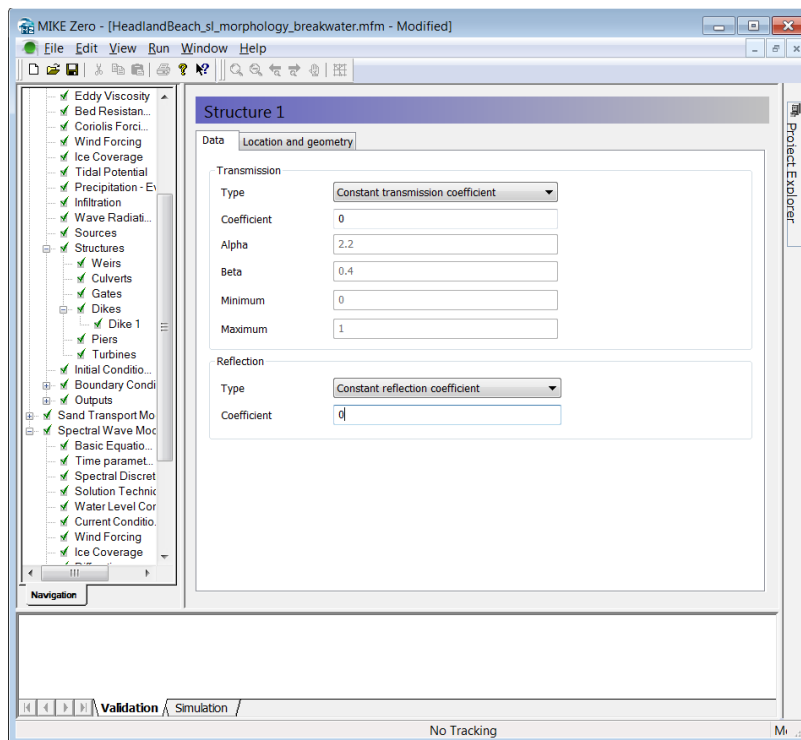 MIKE Zero - [HeadlandBeach_sl_morphology_breakwater.mfm - Modified]
File Edit View Run Window Help
Eddy Viscosity
Bed Resistan...
Coriolis Forci...
Wind Forcing
Ice Coverage
Tidal Potential
Precipitation - Ev
Infiltration
Wave Radiati...
Sources
Structures
Weirs
Culverts
Gates
Dikes
Dike 1
Piers
Turbines
Initial Conditio...
Boundary Condi
Outputs
Sand Transport Mo
Spectral Wave Mod
Basic Equatio...
Time paramet...
Spectral Discret
Solution Techniq
Water Level Con
Current Conditio.
Wind Forcing
Ice Coverage
Navigation
Structure 1
Data Location and geometry
Transmission
Type Constant transmission coefficient
Coefficient 0
Alpha 2.2
Beta 0.4
Minimum 0
Maximum 1
Reflection
Type Constant reflection coefficient
Coefficient 0
Project Explorer
Validation Simulation
No Tracking